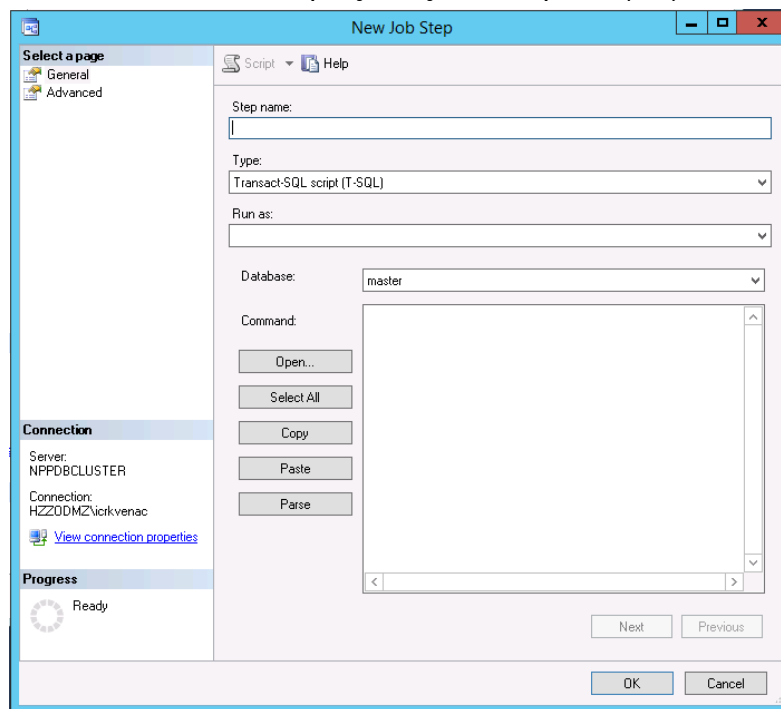 New Job Step
Select a page
General
Advanced
Script
Help
Step name:
Type:
Transact-SQL script (T-SQL)
Run as:
Database:
master
Command:
Open...
Select All
Copy
Paste
Parse
Connection
Server:
NPPDBCLUSTER
Connection:
HZZODMZ\icrkvenac
View connection properties
Progress
Ready
Next
Previous
OK
Cancel